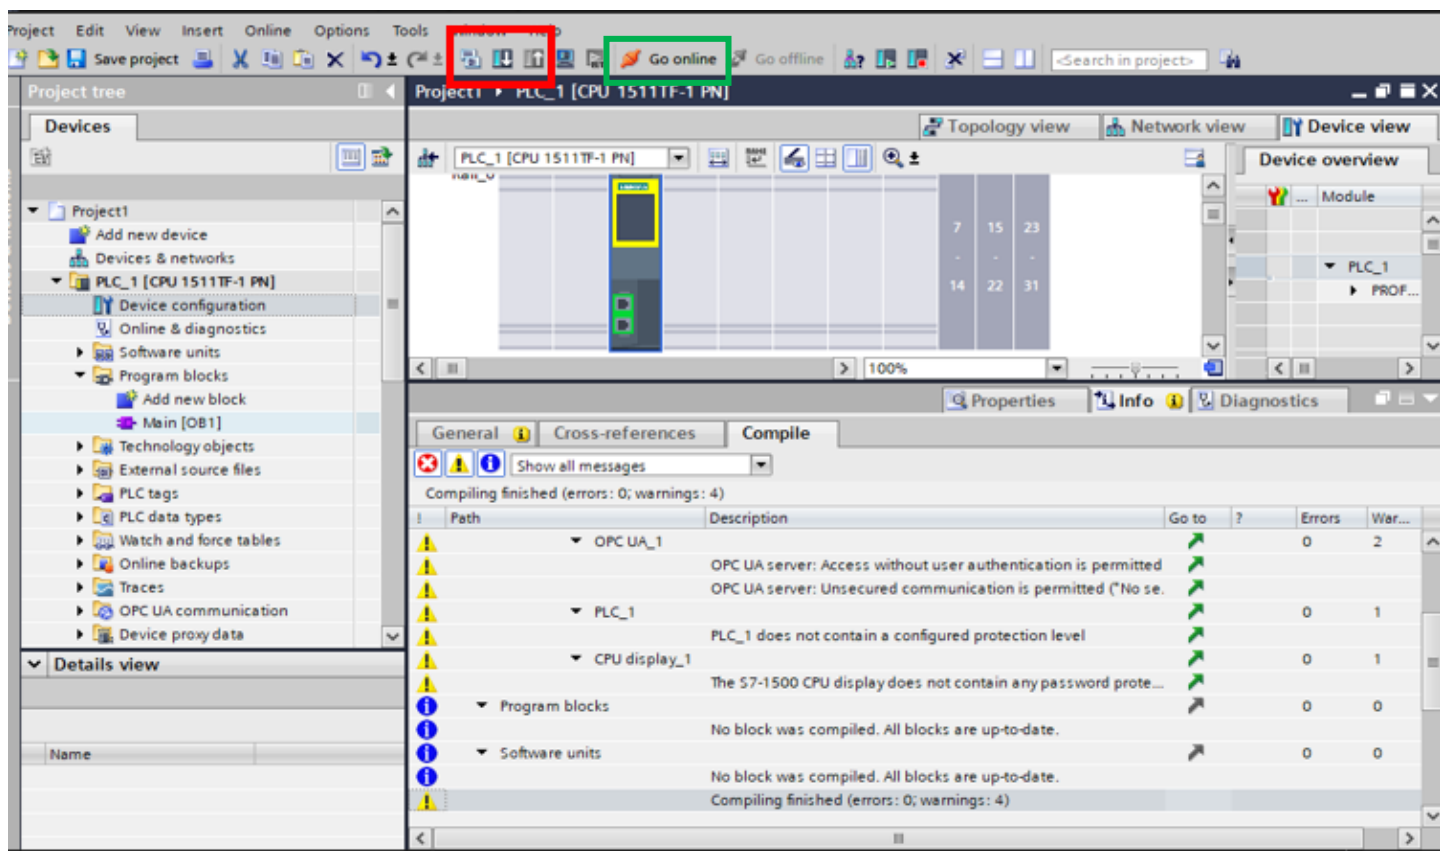 Project Edit View Insert Online Options Tools Window Help
Save project Go online Go offline <Search in project>
Project tree
Project1 PLC_1 [CPU 1511TF-1 PN]
Devices
Topology view Network view Device view
PLC_1 [CPU 1511TF-1 PN]
Device overview
Rail_0
... Module
7 15 23
- - -
14 22 31
PLC_1
PROF...
Project1
Add new device
Devices & networks
PLC_1 [CPU 1511TF-1 PN]
Device configuration
Online & diagnostics
Software units
Program blocks
Add new block
Main [OB1]
Technology objects
External source files
PLC tags
PLC data types
Watch and force tables
Online backups
Traces
OPC UA communication
Device proxy data
Details view
Name
100%
Properties Info Diagnostics
General Cross-references Compile
Show all messages
Compiling finished (errors: 0; warnings: 4)
! Path Description Go to ? Errors War...
OPC UA_1 0 2
OPC UA server: Access without user authentication is permitted
OPC UA server: Unsecured communication is permitted ("No se.
PLC_1 0 1
PLC_1 does not contain a configured protection level
CPU display_1 0 1
The S7-1500 CPU display does not contain any password prote...
Program blocks 0 0
No block was compiled. All blocks are up-to-date.
Software units 0 0
No block was compiled. All blocks are up-to-date.
Compiling finished (errors: 0; warnings: 4)